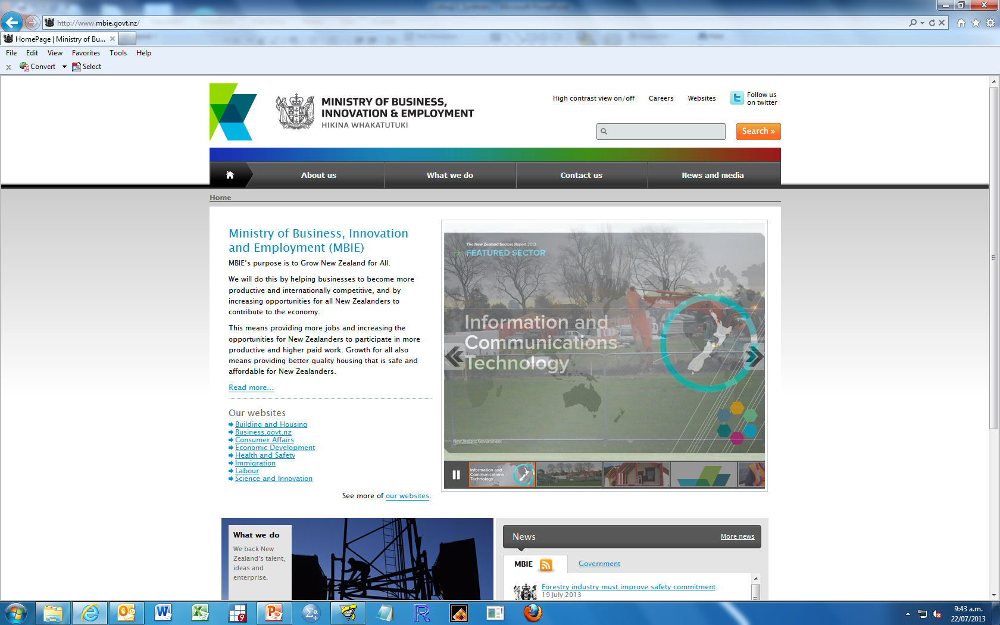 http://www.mbie.govt.nz/
HomePage | Ministry of Bu...
File Edit View Favorites Tools Help
x Convert Select
MINISTRY OF BUSINESS,
INNOVATION & EMPLOYMENT
HIKINA WHAKATUTUKI
High contrast view on/off Careers Websites Follow us
on twitter
Search »
About us What we do Contact us News and media
Home
Ministry of Business, Innovation
and Employment (MBIE)
MBIE's purpose is to Grow New Zealand for All.
We will do this by helping businesses to become more
productive and internationally competitive, and by
increasing opportunities for all New Zealanders to
contribute to the economy.
This means providing more jobs and increasing the
opportunities for New Zealanders to participate in more
productive and higher paid work. Growth for all also
means providing better quality housing that is safe and
affordable for New Zealanders.
Read more...
Our websites
Building and Housing
Business.govt.nz
Consumer Affairs
Economic Development
Health and Safety
Immigration
Labour
Science and Innovation
See more of our websites.
The New Zealand Sectors Report 2013
FEATURED SECTOR
Information and
Communications
Technology
New Zealand Government
Information and
Communications
Technology
What we do
We back New
Zealand's talent,
ideas and
enterprise.
News More news
MBIE Government
Forestry industry must improve safety commitment
19 July 2013
9:43 a.m.
22/07/2013